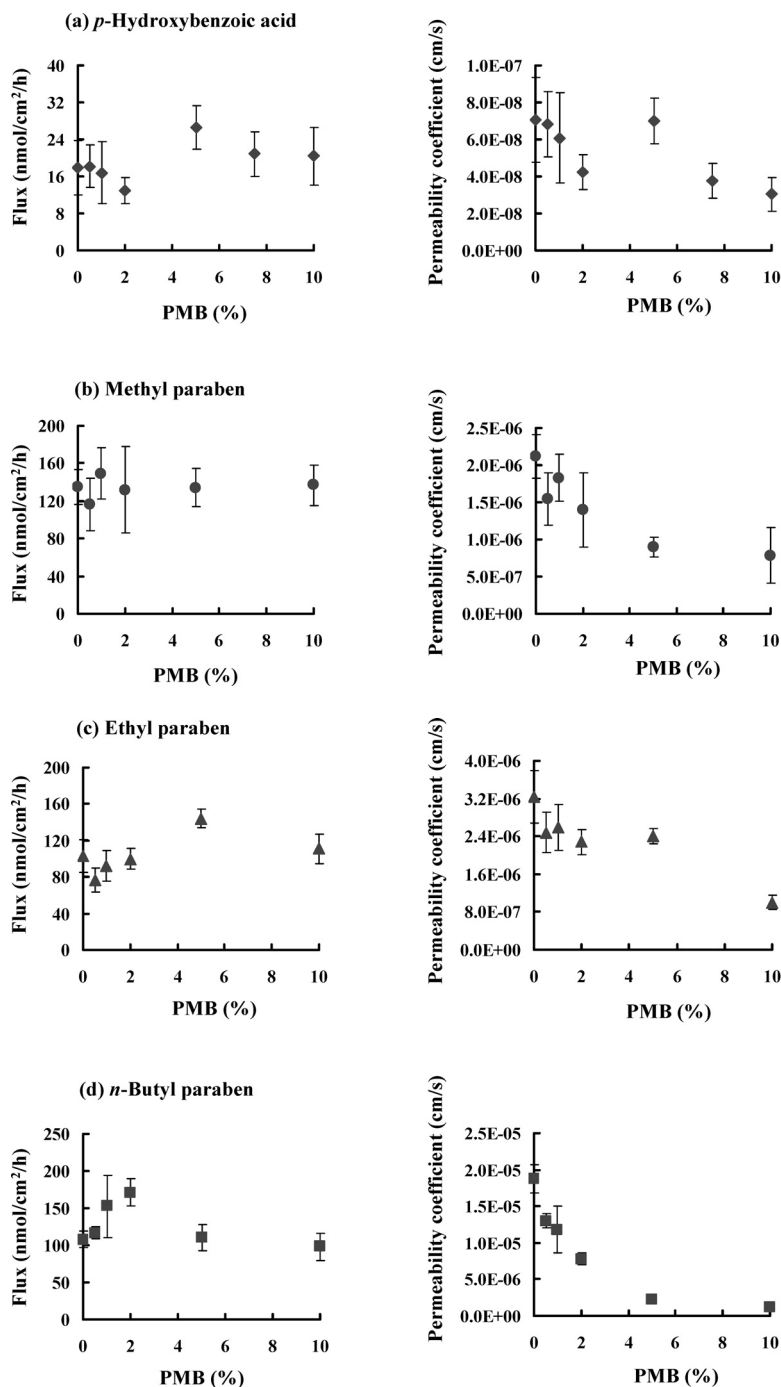 (a) p-Hydroxybenzoic acid
Flux (nmol/cm²/h)
40
32
24
16
8
0
0 2 4 6 8 10
PMB (%)
Permeability coefficient (cm/s)
1.0E-07
8.0E-08
6.0E-08
4.0E-08
2.0E-08
0.0E+00
0 2 4 6 8 10
PMB (%)
(b) Methyl paraben
Flux (nmol/cm²/h)
200
160
120
80
40
0
0 2 4 6 8 10
PMB (%)
Permeability coefficient (cm/s)
2.5E-06
2.0E-06
1.5E-06
1.0E-06
5.0E-07
0.0E+00
0 2 4 6 8 10
PMB (%)
(c) Ethyl paraben
Flux (nmol/cm²/h)
200
160
120
80
40
0
0 2 4 6 8 10
PMB (%)
Permeability coefficient (cm/s)
4.0E-06
3.2E-06
2.4E-06
1.6E-06
8.0E-07
0.0E+00
0 2 4 6 8 10
PMB (%)
(d) n-Butyl paraben
Flux (nmol/cm²/h)
250
200
150
100
50
0
0 2 4 6 8 10
PMB (%)
Permeability coefficient (cm/s)
2.5E-05
2.0E-05
1.5E-05
1.0E-05
5.0E-06
0.0E+00
0 2 4 6 8 10
PMB (%)